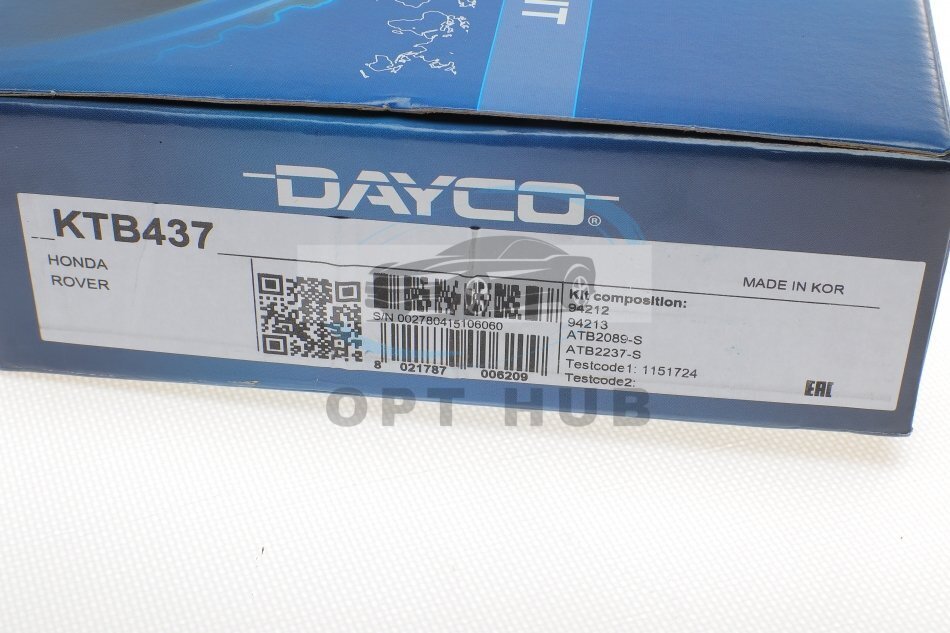 DAYCO®
KTB437
HONDA
ROVER
MADE IN KOR
S/N 002780415106060
8 021787 006209
Kit composition:
94212
94213
ATB2089-S
ATB2237-S
Testcode1: 1151724
Testcode2:
EAC
OPT HUB